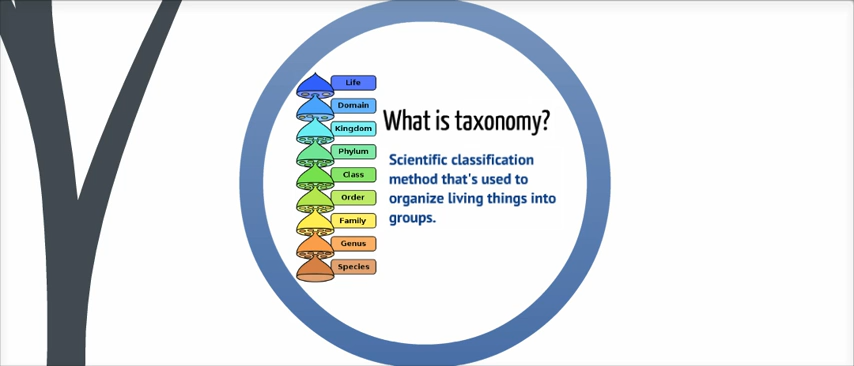 Life
Domain
Kingdom
Phylum
Class
Order
Family
Genus
Species
What is taxonomy?
Scientific classification
method that's used to
organize living things into
groups.